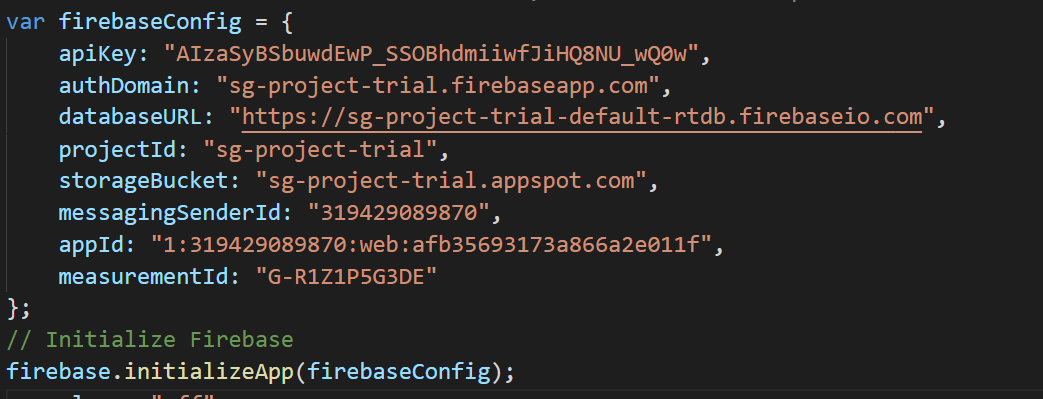 var firebaseConfig = {
apiKey: "AIzaSyBSbuwdEwP_SSOBhdmiiwfJiHQ8NU_wQ0w",
authDomain: "sg-project-trial.firebaseapp.com",
databaseURL: "https://sg-project-trial-default-rtdb.firebaseio.com",
projectId: "sg-project-trial",
storageBucket: "sg-project-trial.appspot.com",
messagingSenderId: "319429089870",
appId: "1:319429089870:web:afb35693173a866a2e011f",
measurementId: "G-R1Z1P5G3DE"
};
// Initialize Firebase
firebase.initializeApp(firebaseConfig);